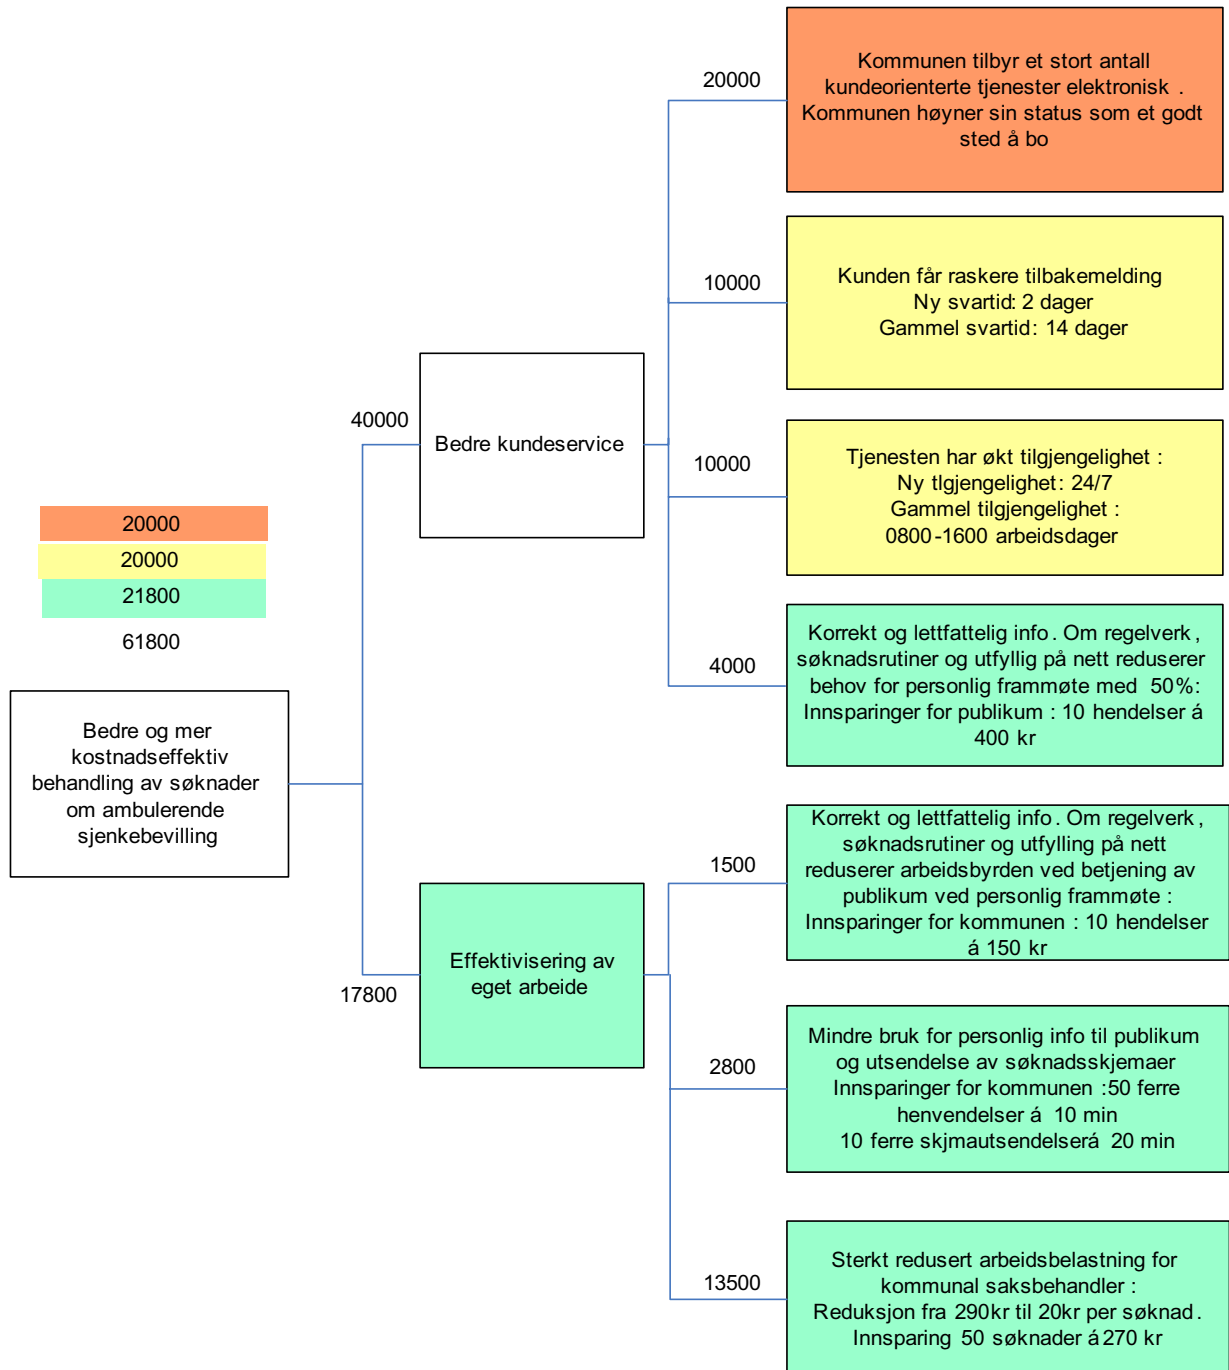 20000
Kommunen tilbyr et stort antall
kundeorienterte tjenester elektronisk .
Kommunen høyner sin status som et godt
sted å bo
10000
Kunden får raskere tilbakemelding
Ny svartid: 2 dager
Gammel svartid: 14 dager
40000
Bedre kundeservice
10000
Tjenesten har økt tilgjengelighet :
Ny tlgjengelighet: 24/7
Gammel tilgjengelighet :
0800-1600 arbeidsdager
20000
20000
21800
61800
4000
Korrekt og lettfattelig info. Om regelverk,
søknadsrutiner og utfyllig på nett reduserer
behov for personlig frammøte med 50%:
Innsparinger for publikum : 10 hendelser á
400 kr
Bedre og mer
kostnadseffektiv
behandling av søknader
om ambulerende
sjenkebevilling
1500
Korrekt og lettfattelig info. Om regelverk,
søknadsrutiner og utfylling på nett
reduserer arbeidsbyrden ved betjening av
publikum ved personlig frammøte :
Innsparinger for kommunen : 10 hendelser
á 150 kr
17800
Effektivisering av
eget arbeide
2800
Mindre bruk for personlig info til publikum
og utsendelse av søknadsskjemaer
Innsparinger for kommunen :50 ferre
henvendelser á 10 min
10 ferre skjmautsendelserá 20 min
13500
Sterkt redusert arbeidsbelastning for
kommunal saksbehandler :
Reduksjon fra 290kr til 20kr per søknad.
Innsparing 50 søknader á 270 kr